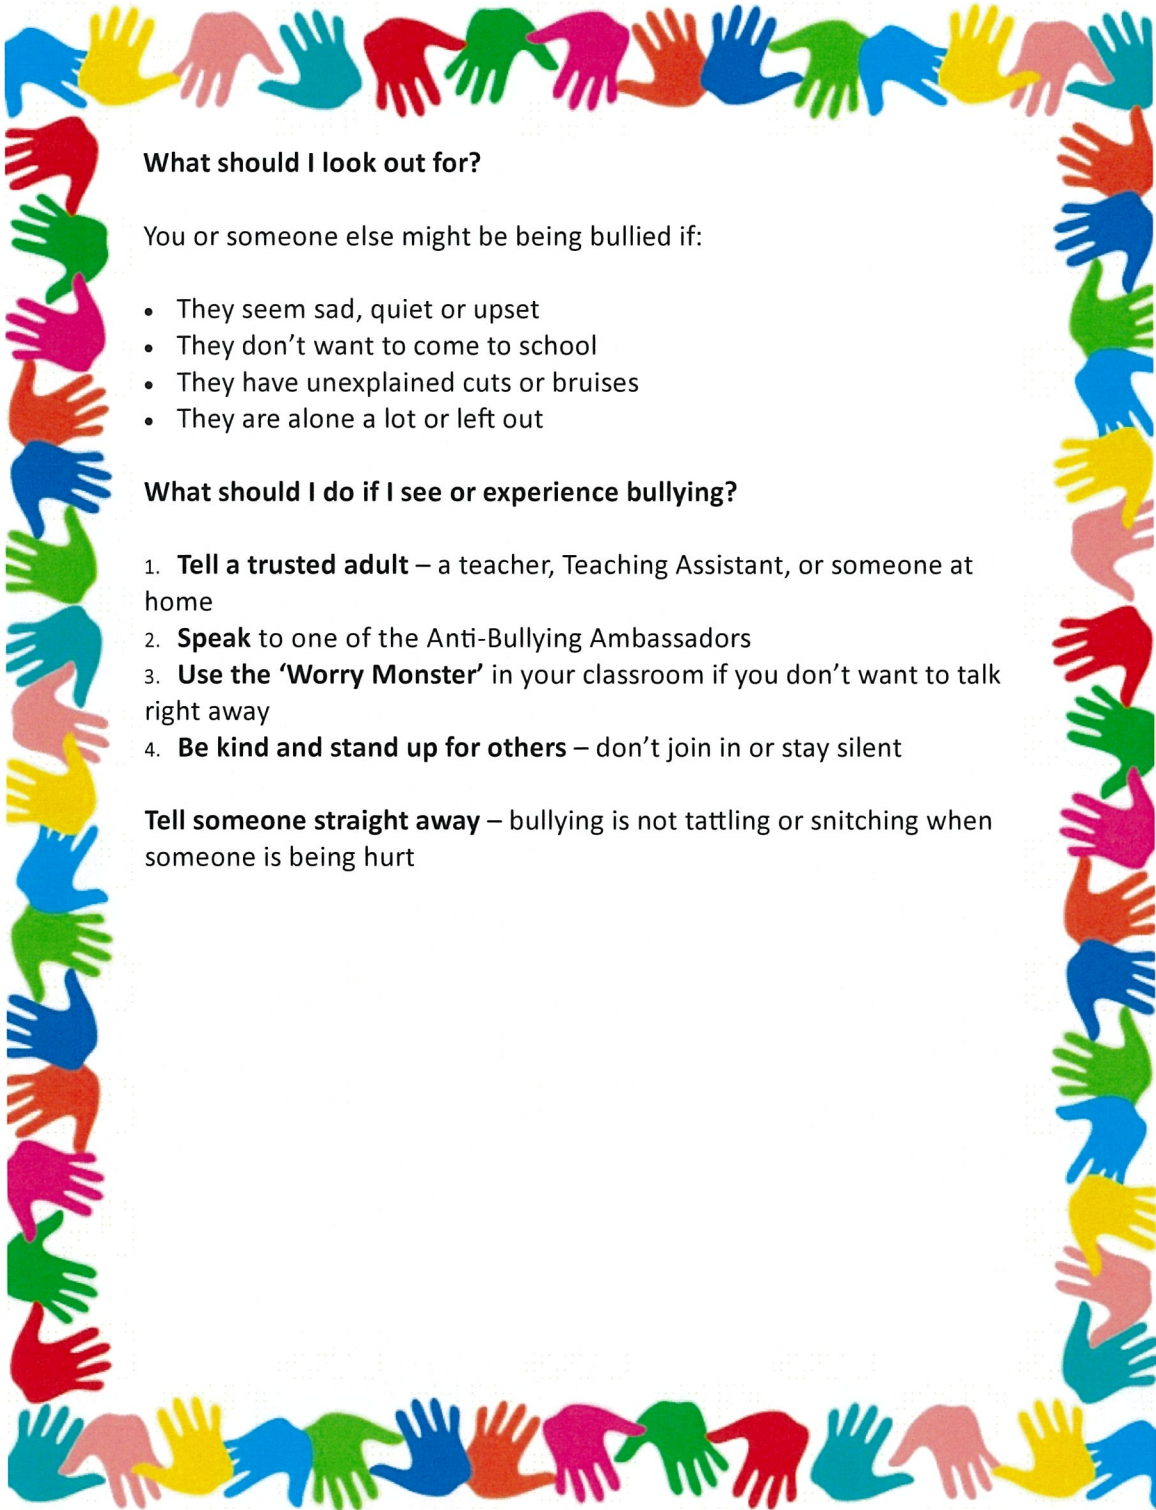 What should I look out for?
You or someone else might be being bullied if:
• They seem sad, quiet or upset
• They don’t want to come to school
• They have unexplained cuts or bruises
• They are alone a lot or left out
What should I do if I see or experience bullying?
1. Tell a trusted adult – a teacher, Teaching Assistant, or someone at
home
2. Speak to one of the Anti-Bullying Ambassadors
3. Use the ‘Worry Monster’ in your classroom if you don’t want to talk
right away
4. Be kind and stand up for others – don’t join in or stay silent
Tell someone straight away – bullying is not tattling or snitching when
someone is being hurt